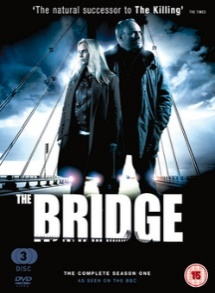 'The natural successor to The Killing'
THE TIMES
THE
BRIDGE
3
DISC
DVD
THE COMPLETE SEASON ONE
AS SEEN ON THE BBC
15